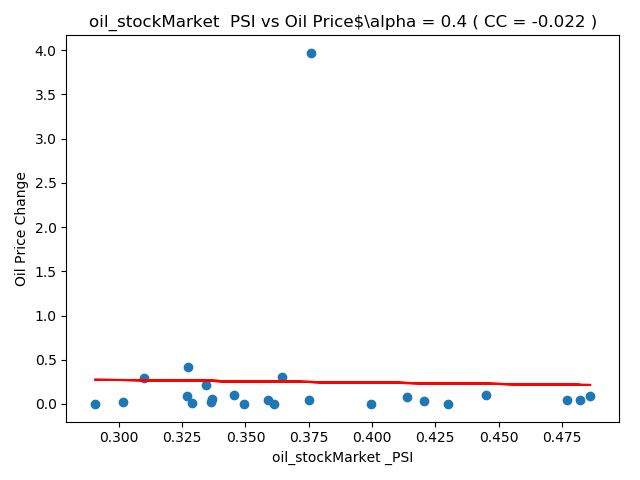 oil_stockMarket  PSI vs Oil Price$\alpha = 0.4 ( CC = -0.022 )
4.0
3.5
3.0
2.5
2.0
1.5
1.0
0.5
0.0
Oil Price Change
0.300 0.325 0.350 0.375 0.400 0.425 0.450 0.475
oil_stockMarket _PSI